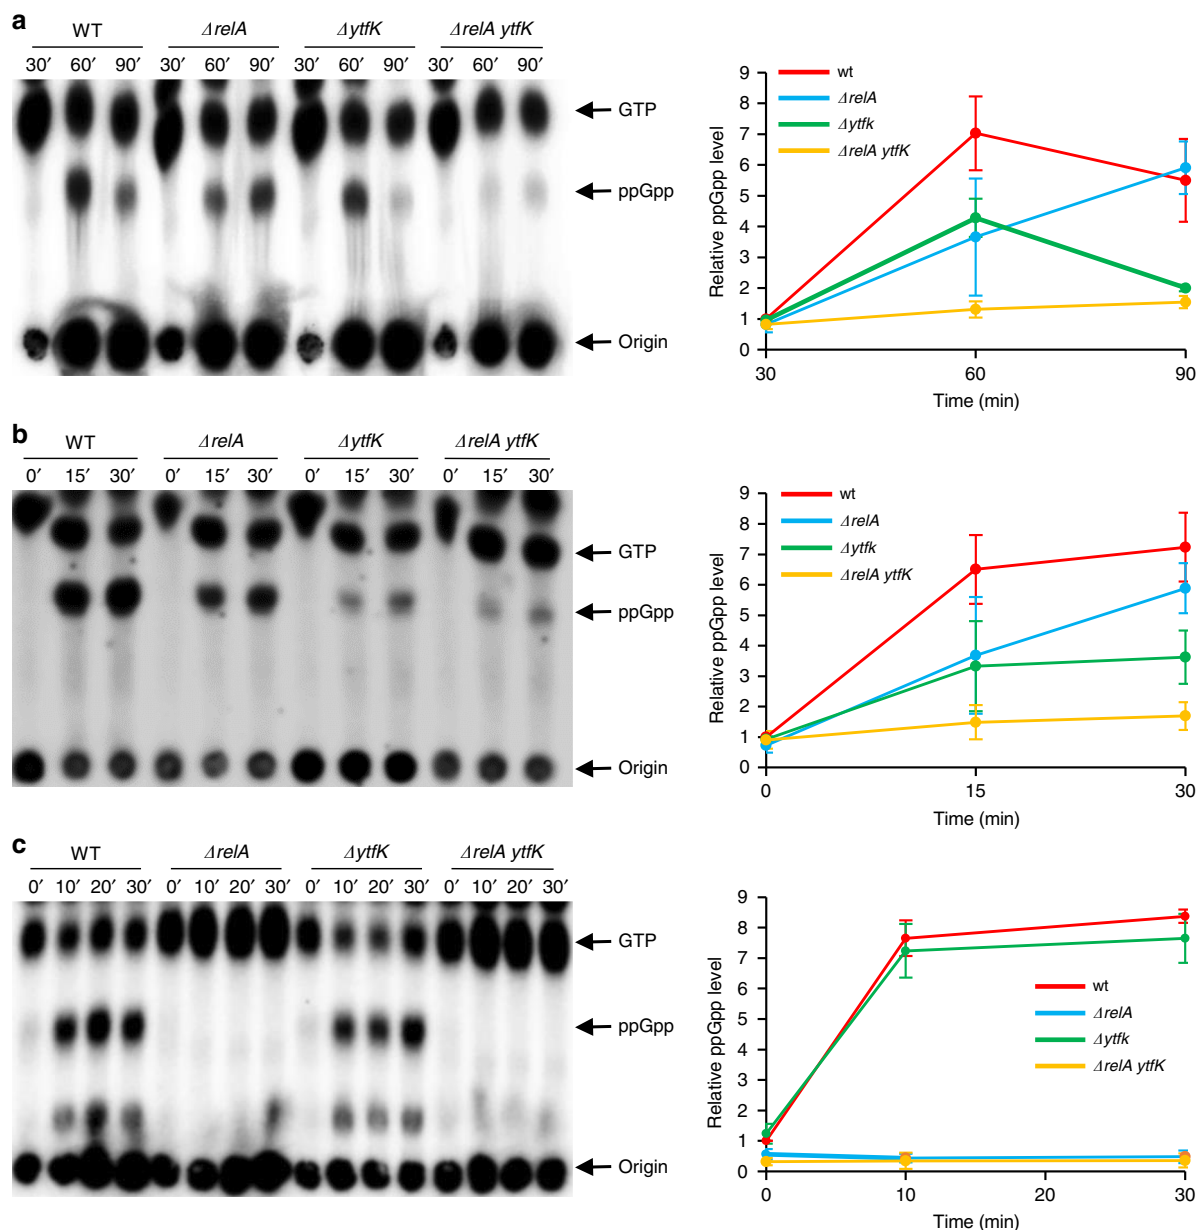 a
WT ΔrelA ΔytfK ΔrelA ytfK
30′ 60′ 90′ 30′ 60′ 90′ 30′ 60′ 90′ 30′ 60′ 90′
GTP
ppGpp
Origin
9
8
7
6
5
4
3
2
1
0
Relative ppGpp level
wt
ΔrelA
Δytfk
ΔrelA ytfK
30 60 90
Time (min)
b
WT ΔrelA ΔytfK ΔrelA ytfK
0′ 15′ 30′ 0′ 15′ 30′ 0′ 15′ 30′ 0′ 15′ 30′
GTP
ppGpp
Origin
9
8
7
6
5
4
3
2
1
0
Relative ppGpp level
wt
ΔrelA
Δytfk
ΔrelA ytfK
0 15 30
Time (min)
c
WT ΔrelA ΔytfK ΔrelA ytfK
0′ 10′ 20′ 30′ 0′ 10′ 20′ 30′ 0′ 10′ 20′ 30′ 0′ 10′ 20′ 30′
GTP
ppGpp
Origin
9
8
7
6
5
4
3
2
1
0
Relative ppGpp level
wt
ΔrelA
Δytfk
ΔrelA ytfK
0 10 20 30
Time (min)